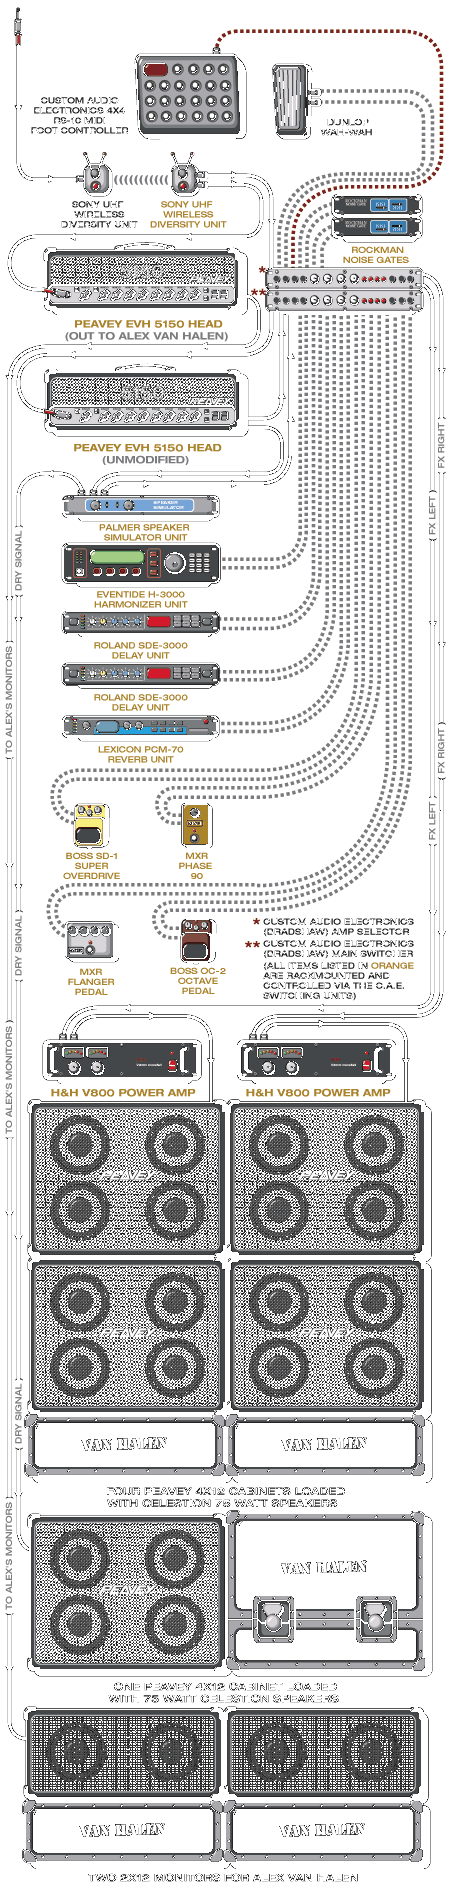 CUSTOM AUDIO
ELECTRONICS 4X4
RS-10 MIDI
FOOT CONTROLLER
DUNLOP
WAH-WAH
SONY UHF
WIRELESS
DIVERSITY UNIT
SONY UHF
WIRELESS
DIVERSITY UNIT
ROCKMAN
NOISE GATES
*
**
PEAVEY EVH 5150 HEAD
(OUT TO ALEX VAN HALEN)
PEAVEY EVH 5150 HEAD
(UNMODIFIED)
FX RIGHT
FX LEFT
SPEAKER
SIMULATOR
PALMER SPEAKER
SIMULATOR UNIT
DRY SIGNAL
EVENTIDE H-3000
HARMONIZER UNIT
ROLAND SDE-3000
DELAY UNIT
TO ALEX'S MONITORS
ROLAND SDE-3000
DELAY UNIT
LEXICON PCM-70
REVERB UNIT
FX RIGHT
FX LEFT
BOSS SD-1
SUPER
OVERDRIVE
MXR
PHASE
90
DRY SIGNAL
MXR
FLANGER
PEDAL
BOSS OC-2
OCTAVE
PEDAL
* CUSTOM AUDIO ELECTRONICS
(BRADSHAW) AMP SELECTOR
** CUSTOM AUDIO ELECTRONICS
(BRADSHAW) MAIN SWITCHER
(ALL ITEMS LISTED IN ORANGE
ARE RACKMOUNTED AND
CONTROLLED VIA THE C.A.E.
SWITCHING UNITS)
TO ALEX'S MONITORS
H&H V800 POWER AMP
H&H V800 POWER AMP
PEAVEY
PEAVEY
PEAVEY
PEAVEY
DRY SIGNAL
VAN HALEN
VAN HALEN
FOUR PEAVEY 4X12 CABINETS LOADED
WITH CELESTION 75 WATT SPEAKERS
TO ALEX'S MONITORS
PEAVEY
VAN HALEN
ONE PEAVEY 4X12 CABINET LOADED
WITH 75 WATT CELESTION SPEAKERS
VAN HALEN
VAN HALEN
TWO 2X12 MONITORS FOR ALEX VAN HALEN